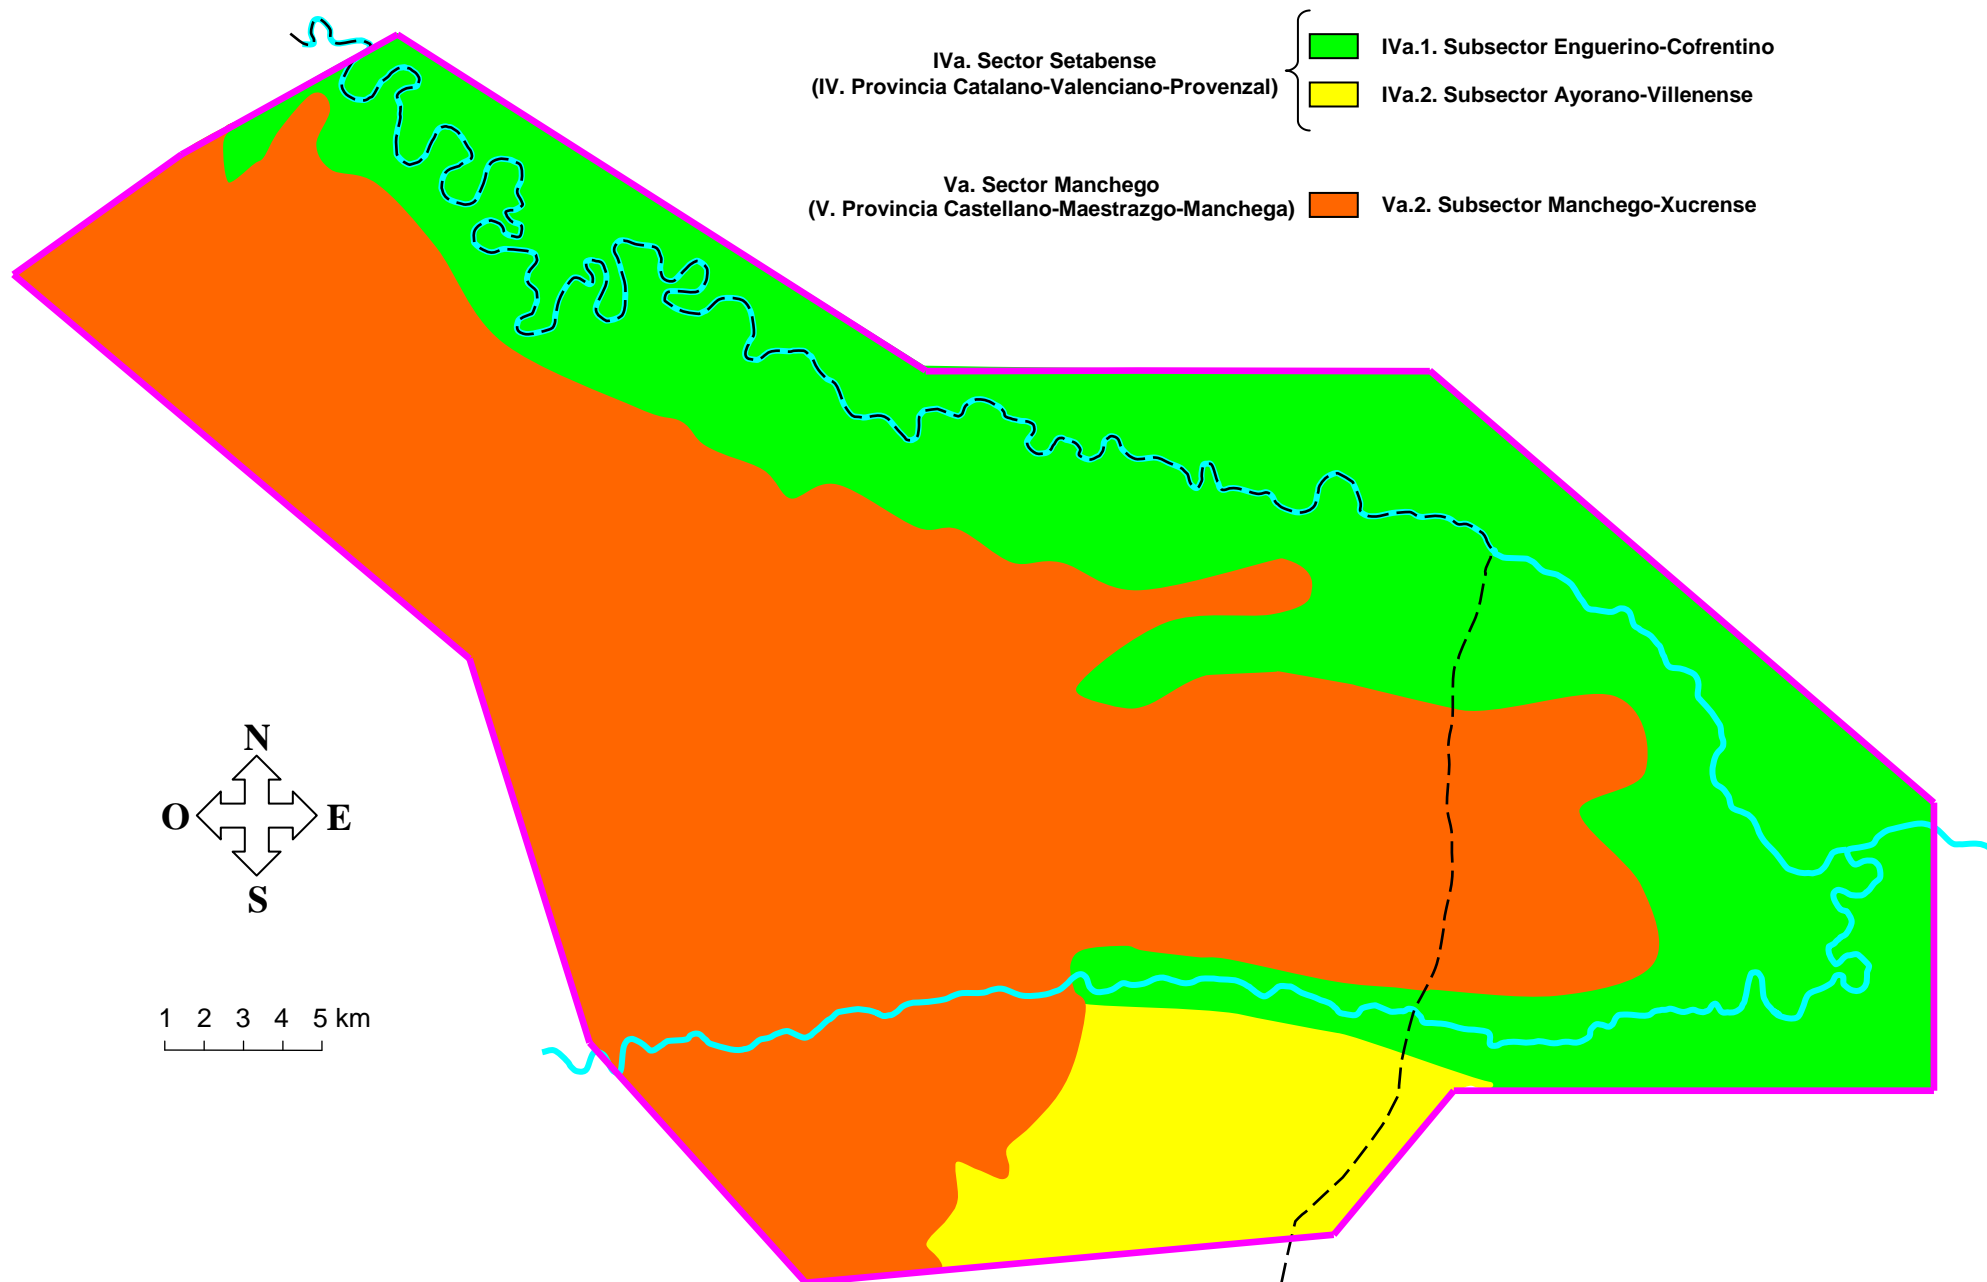 IVa. Sector Setabense
(IV. Provincia Catalano-Valenciano-Provenzal)
IVa.1. Subsector Enguerino-Cofrentino
IVa.2. Subsector Ayorano-Villenense
Va. Sector Manchego
(V. Provincia Castellano-Maestrazgo-Manchega)
Va.2. Subsector Manchego-Xucrense
N
O E
S
1 2 3 4 5 km